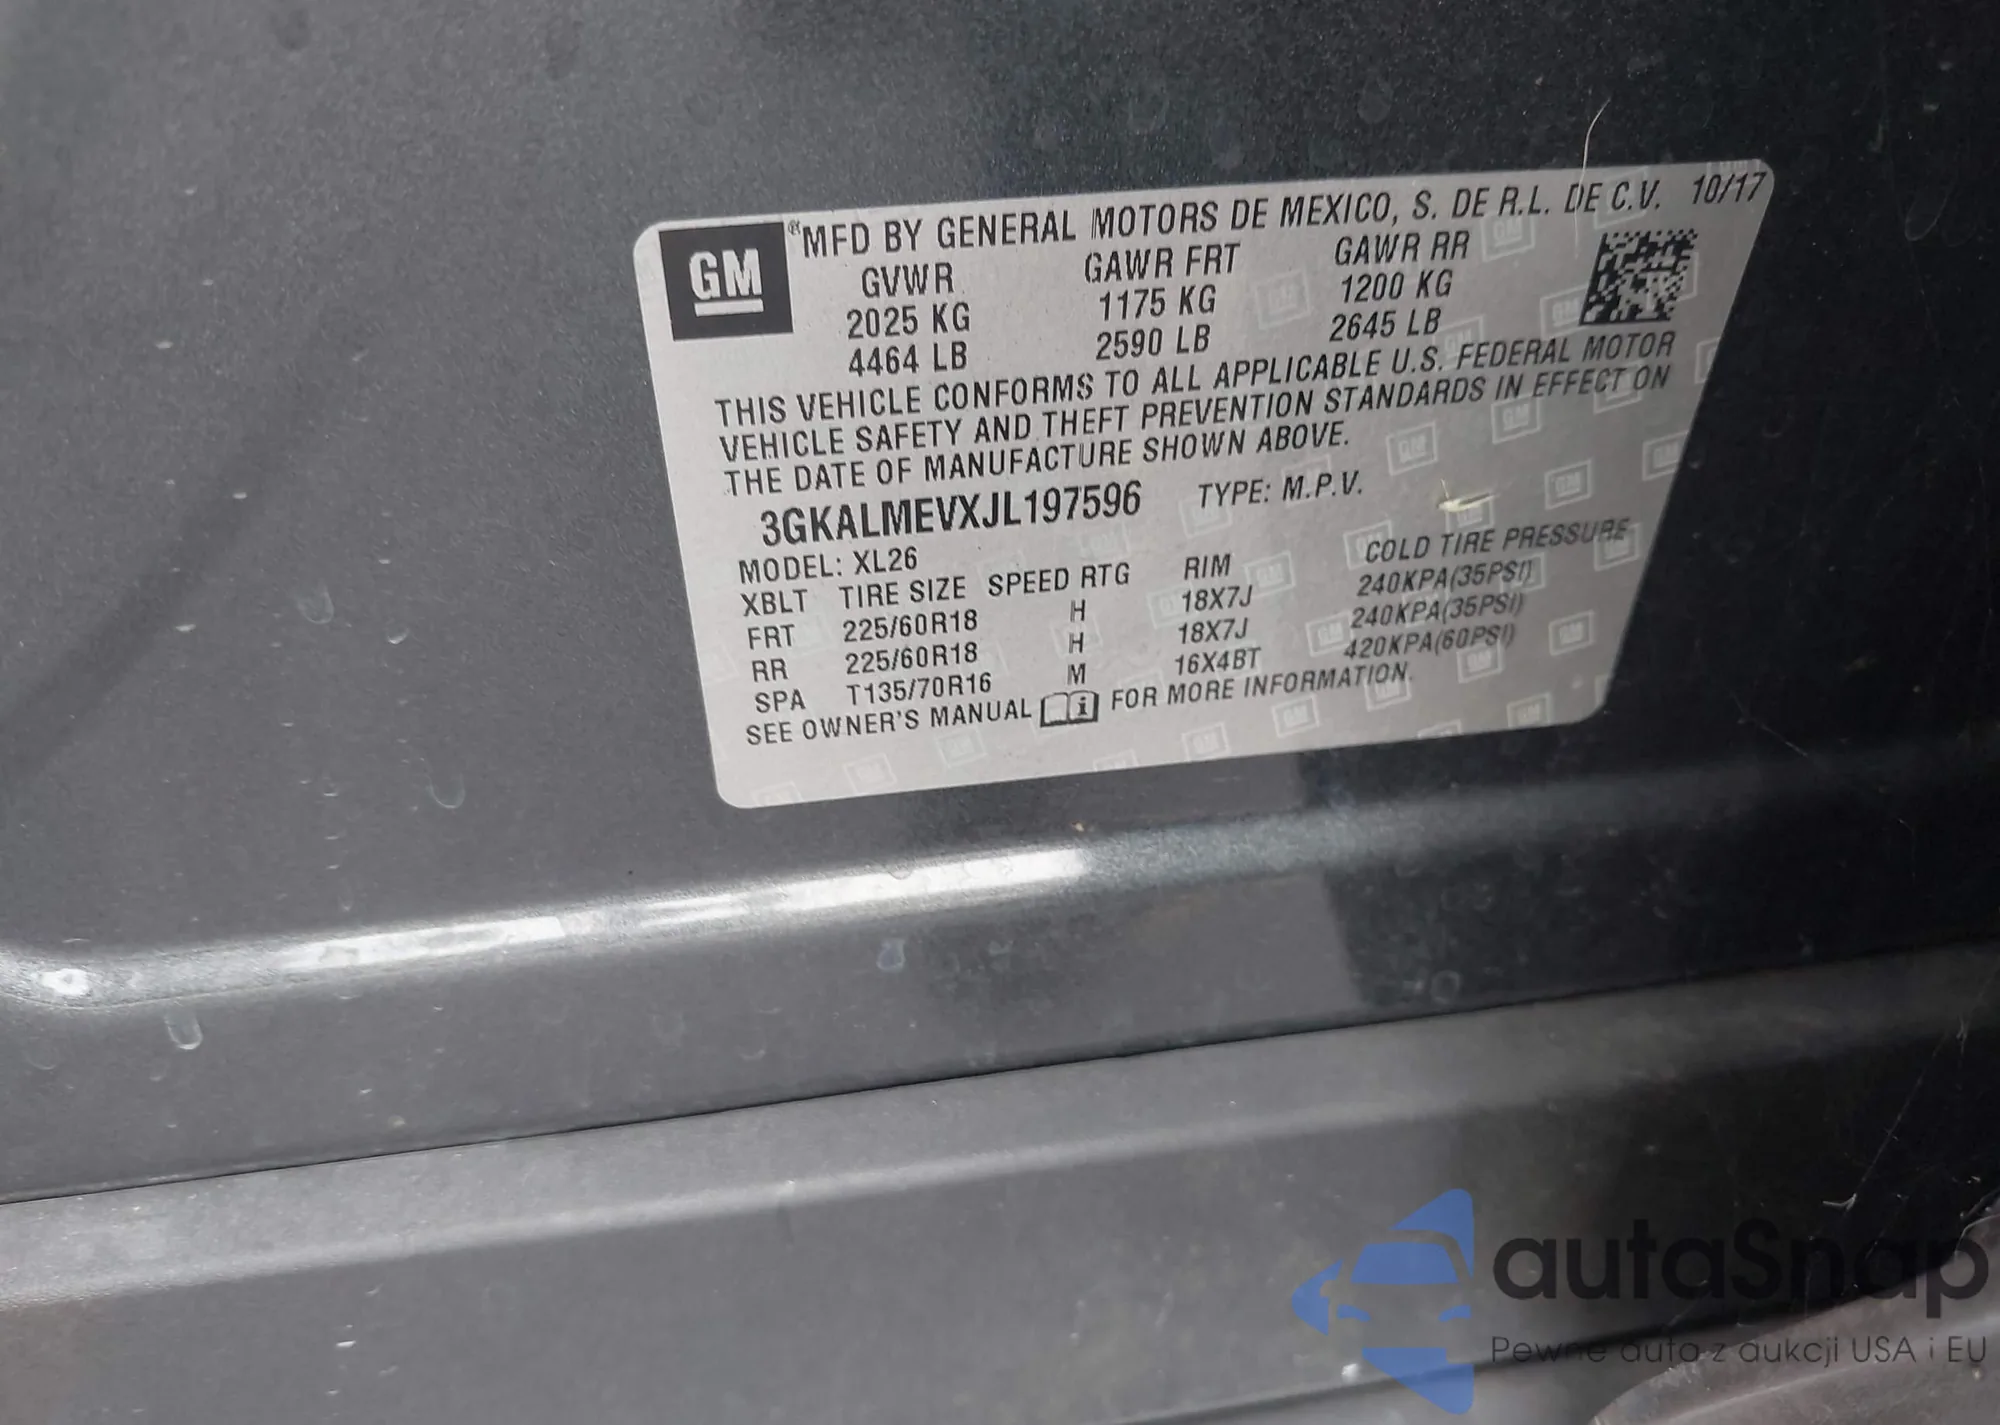 GM
®MFD BY GENERAL MOTORS DE MEXICO, S. DE R.L. DE C.V. 10/17
GVWR GAWR FRT GAWR RR
2025 KG 1175 KG 1200 KG
4464 LB 2590 LB 2645 LB
THIS VEHICLE CONFORMS TO ALL APPLICABLE U.S. FEDERAL MOTOR
VEHICLE SAFETY AND THEFT PREVENTION STANDARDS IN EFFECT ON
THE DATE OF MANUFACTURE SHOWN ABOVE.
3GKALMEVXJL197596 TYPE: M.P.V.
MODEL: XL26
XBLT TIRE SIZE SPEED RTG RIM COLD TIRE PRESSURE
FRT 225/60R18 H 18X7J 240KPA(35PSI)
RR 225/60R18 H 18X7J 240KPA(35PSI)
SPA T135/70R16 M 16X4BT 420KPA(60PSI)
SEE OWNER'S MANUAL i FOR MORE INFORMATION.
autaSnap
Pewne auta z aukcji USA i EU